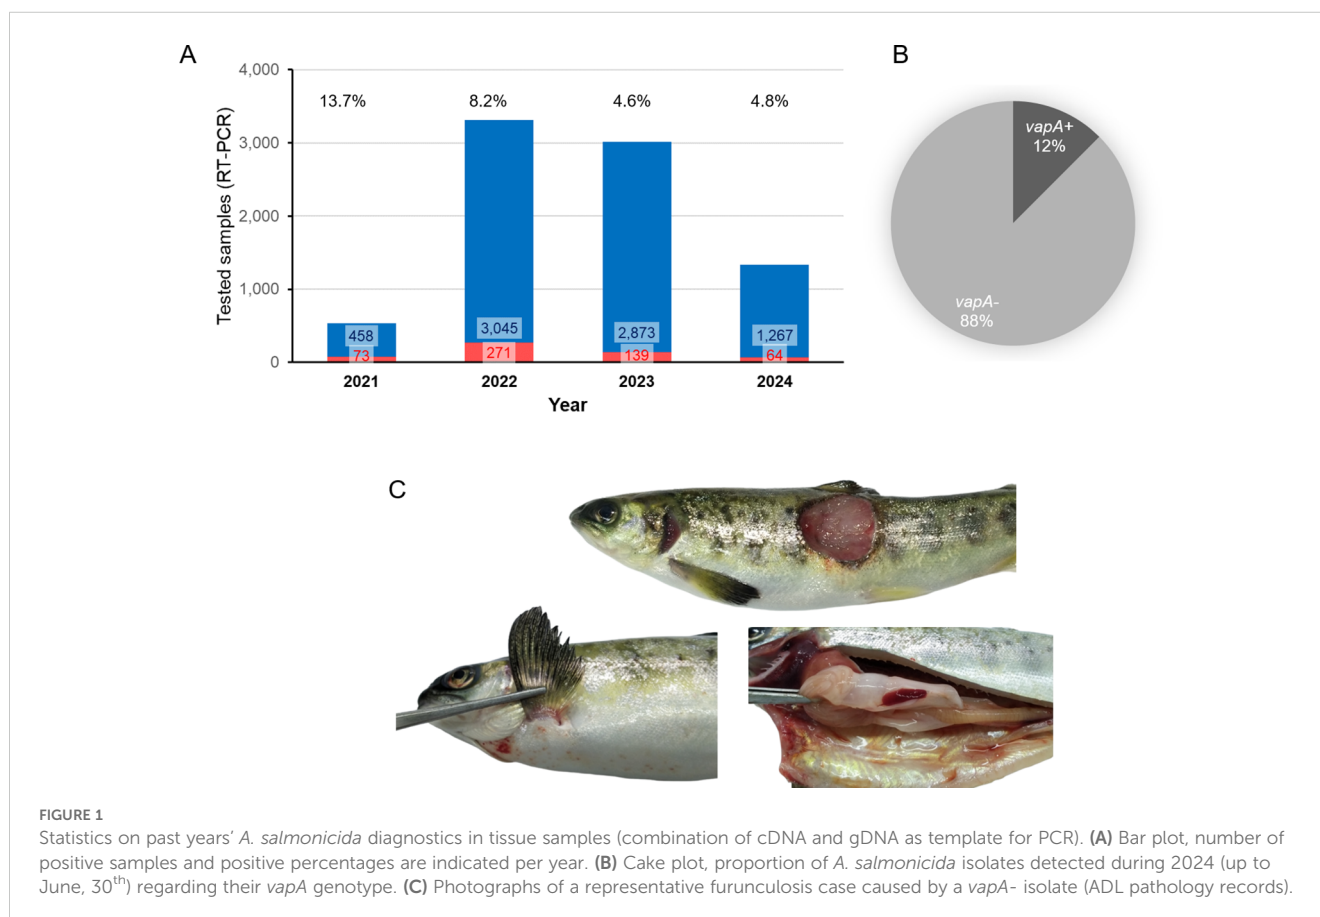 A
B
4,000
3,000
2,000
1,000
0
Tested samples (RT-PCR)
13.7%
8.2%
4.6%
4.8%
458
3,045
2,873
1,267
73
271
139
64
2021
2022
2023
2024
Year
vapA+
12%
vapA-
88%
C
FIGURE 1
Statistics on past years’ A. salmonicida diagnostics in tissue samples (combination of cDNA and gDNA as template for PCR). (A) Bar plot, number of
positive samples and positive percentages are indicated per year. (B) Cake plot, proportion of A. salmonicida isolates detected during 2024 (up to
June, 30th) regarding their vapA genotype. (C) Photographs of a representative furunculosis case caused by a vapA- isolate (ADL pathology records).